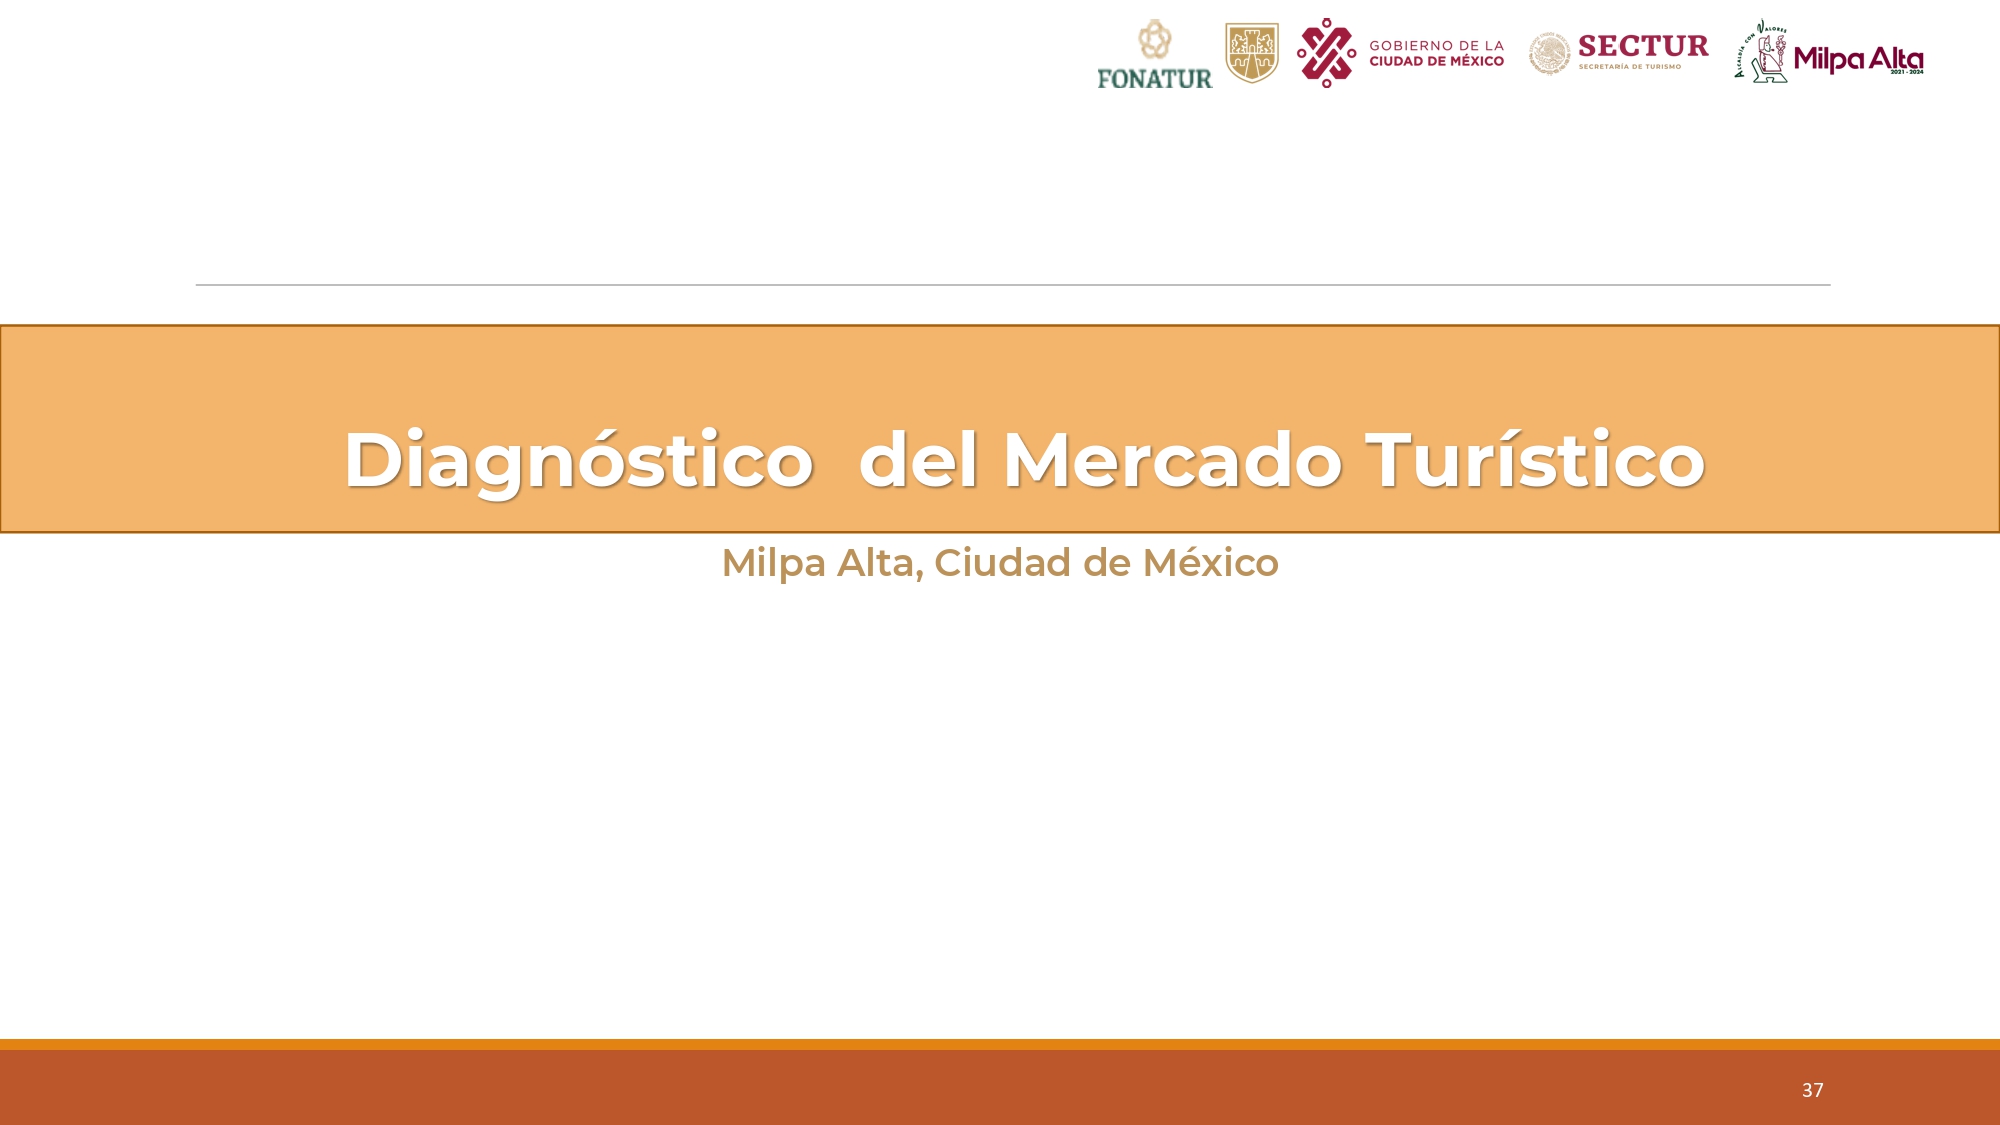 FONATUR
GOBIERNO DE LA
CIUDAD DE MÉXICO
SECTUR
SECRETARÍA DE TURISMO
ALCALDÍA CON VALORES
Milpa Alta
2021 - 2024
Diagnóstico  del Mercado Turístico
Milpa Alta, Ciudad de México
37